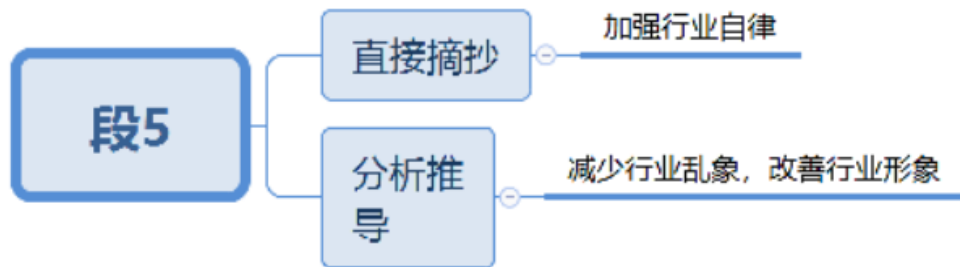 段5
直接摘抄
加强行业自律
分析推
导
减少行业乱象，改善行业形象